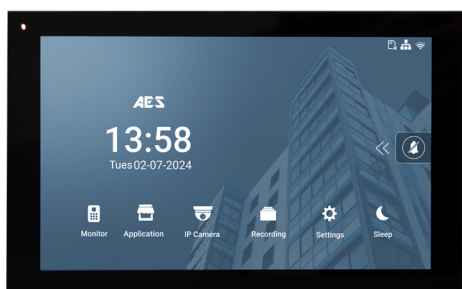 AES
13:58
Tues 02-07-2024
Monitor
Application
IP Camera
Recording
Settings
Sleep